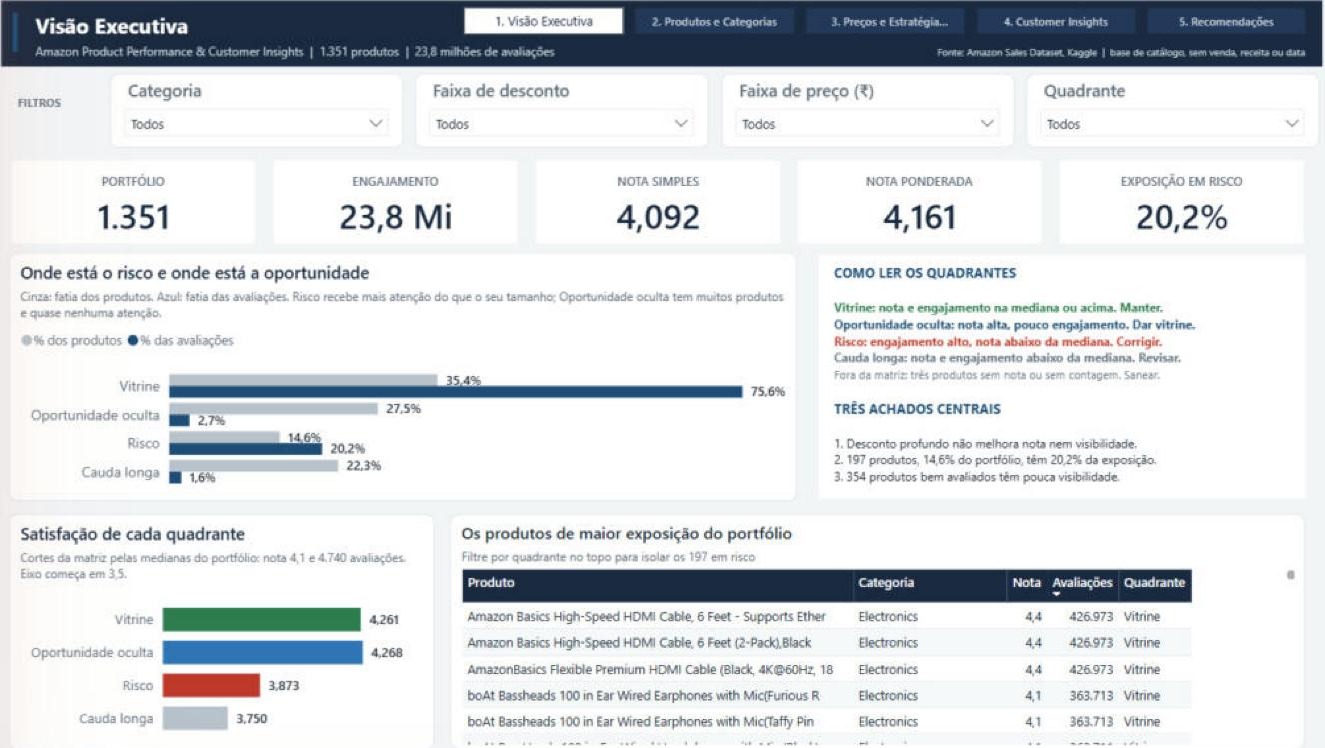 Visão Executiva
1. Visão Executiva
2. Produtos e Categorias
3. Preços e Estratégia...
4. Customer Insights
5. Recomendações
Amazon Product Performance & Customer Insights | 1.351 produtos | 23,8 milhões de avaliações
Fonte: Amazon Sales Dataset, Kaggle | base de catálogo, sem venda, receita ou data
FILTROS
Categoria
Todos
Faixa de desconto
Todos
Faixa de preço (₹)
Todos
Quadrante
Todos
PORTFÓLIO
1.351
ENGAJAMENTO
23,8 Mi
NOTA SIMPLES
4,092
NOTA PONDERADA
4,161
EXPOSIÇÃO EM RISCO
20,2%
Onde está o risco e onde está a oportunidade
Cinza: fatia dos produtos. Azul: fatia das avaliações. Risco recebe mais atenção do que o seu tamanho; Oportunidade oculta tem muitos produtos
e quase nenhuma atenção.
% dos produtos % das avaliações
Vitrine 35,4% 75,6%
Oportunidade oculta 27,5% 2,7%
Risco 14,6% 20,2%
Cauda longa 22,3% 1,6%
COMO LER OS QUADRANTES
Vitrine: nota e engajamento na mediana ou acima. Manter.
Oportunidade oculta: nota alta, pouco engajamento. Dar vitrine.
Risco: engajamento alto, nota abaixo da mediana. Corrigir.
Cauda longa: nota e engajamento abaixo da mediana. Revisar.
Fora da matriz: três produtos sem nota ou sem contagem. Sanear.
TRÊS ACHADOS CENTRAIS
1. Desconto profundo não melhora nota nem visibilidade.
2. 197 produtos, 14,6% do portfólio, têm 20,2% da exposição.
3. 354 produtos bem avaliados têm pouca visibilidade.
Satisfação de cada quadrante
Cortes da matriz pelas medianas do portfólio: nota 4,1 e 4.740 avaliações.
Eixo começa em 3,5.
Vitrine 4,261
Oportunidade oculta 4,268
Risco 3,873
Cauda longa 3,750
Os produtos de maior exposição do portfólio
Filtre por quadrante no topo para isolar os 197 em risco
Produto Categoria Nota Avaliações Quadrante
Amazon Basics High-Speed HDMI Cable, 6 Feet - Supports Ether Electronics 4,4 426.973 Vitrine
Amazon Basics High-Speed HDMI Cable, 6 Feet (2-Pack),Black Electronics 4,4 426.973 Vitrine
AmazonBasics Flexible Premium HDMI Cable (Black, 4K@60Hz, 18 Electronics 4,4 426.973 Vitrine
boAt Bassheads 100 in Ear Wired Earphones with Mic(Furious R Electronics 4,1 363.713 Vitrine
boAt Bassheads 100 in Ear Wired Earphones with Mic(Taffy Pin Electronics 4,1 363.713 Vitrine